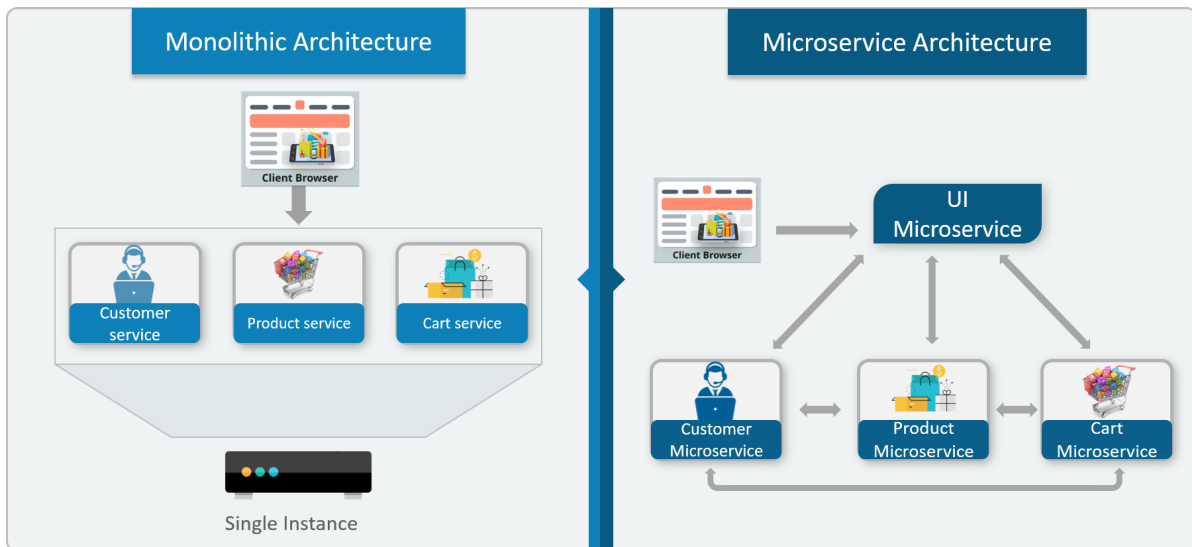 Monolithic Architecture
Client Browser
Customer
service
Product service
Cart service
Single Instance
Microservice Architecture
Client Browser
UI
Microservice
Customer
Microservice
Product
Microservice
Cart
Microservice